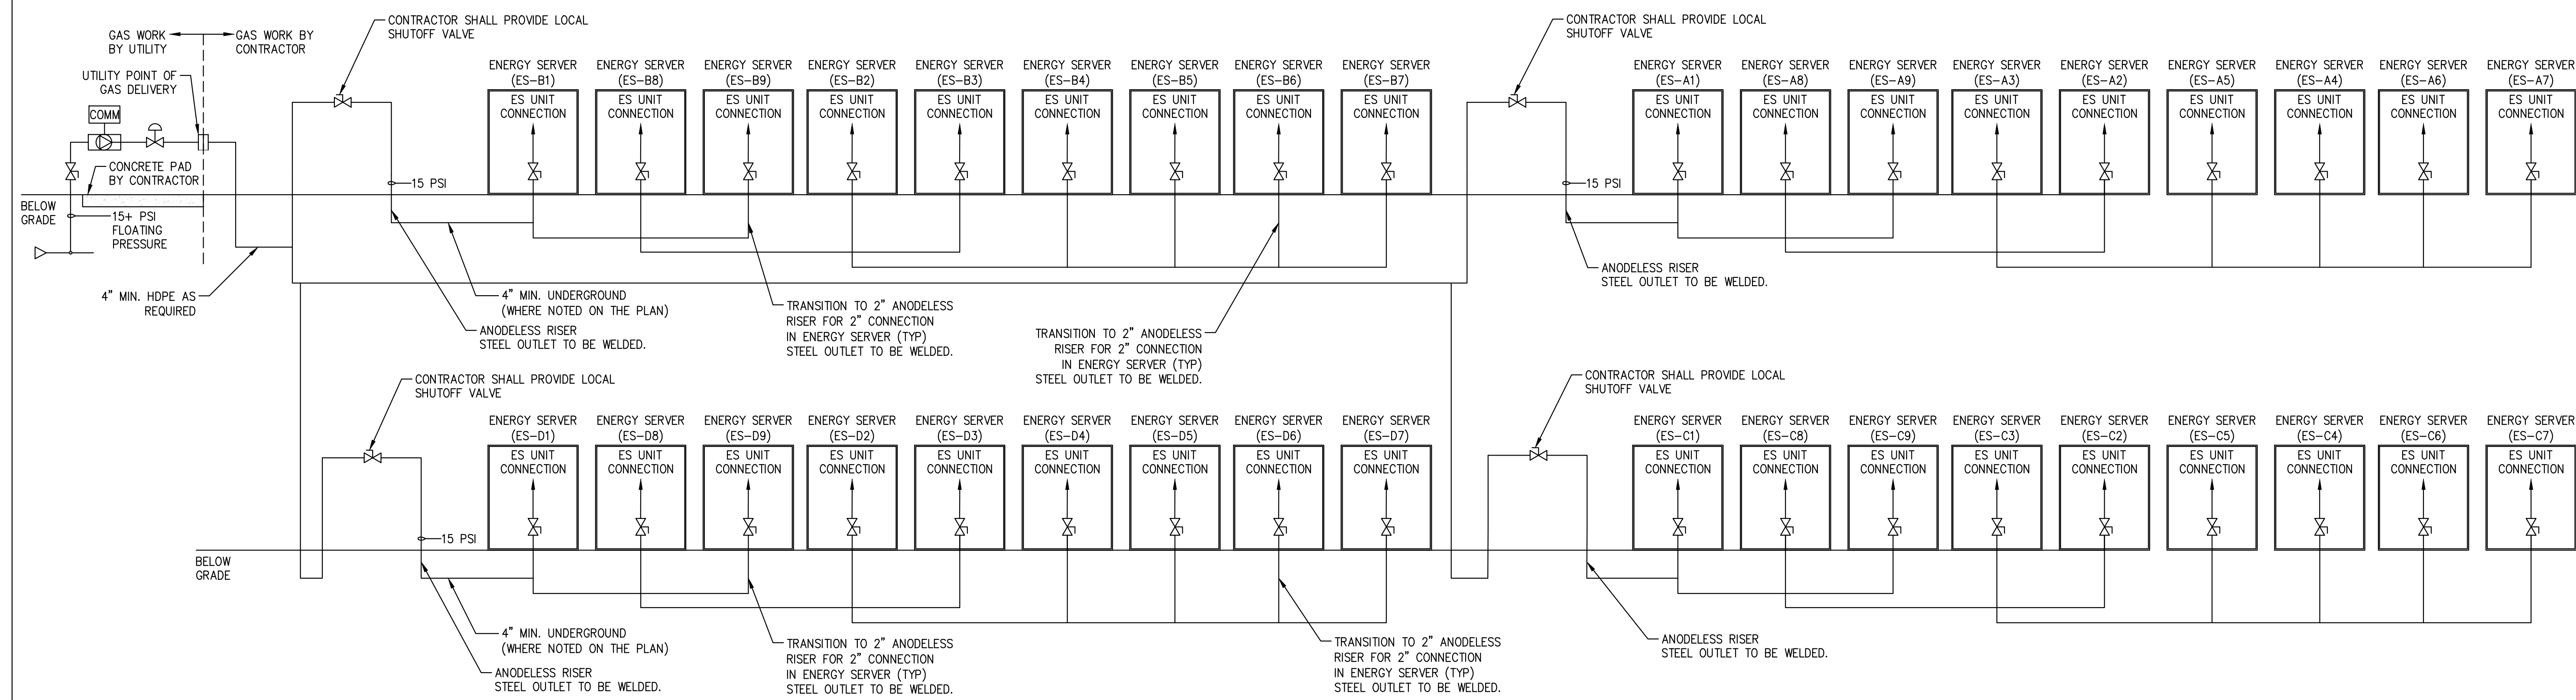 GAS WORK
BY UTILITY
GAS WORK BY
CONTRACTOR
CONTRACTOR SHALL PROVIDE LOCAL
SHUTOFF VALVE
CONTRACTOR SHALL PROVIDE LOCAL
SHUTOFF VALVE
UTILITY POINT OF
GAS DELIVERY
COMM
CONCRETE PAD
BY CONTRACTOR
BELOW
GRADE
15+ PSI
FLOATING
PRESSURE
4" MIN. HDPE AS
REQUIRED
15 PSI
ENERGY SERVER
(ES-B1)
ES UNIT
CONNECTION
ENERGY SERVER
(ES-B8)
ES UNIT
CONNECTION
ENERGY SERVER
(ES-B9)
ES UNIT
CONNECTION
ENERGY SERVER
(ES-B2)
ES UNIT
CONNECTION
ENERGY SERVER
(ES-B3)
ES UNIT
CONNECTION
ENERGY SERVER
(ES-B4)
ES UNIT
CONNECTION
ENERGY SERVER
(ES-B5)
ES UNIT
CONNECTION
ENERGY SERVER
(ES-B6)
ES UNIT
CONNECTION
ENERGY SERVER
(ES-B7)
ES UNIT
CONNECTION
15 PSI
ENERGY SERVER
(ES-A1)
ES UNIT
CONNECTION
ENERGY SERVER
(ES-A8)
ES UNIT
CONNECTION
ENERGY SERVER
(ES-A9)
ES UNIT
CONNECTION
ENERGY SERVER
(ES-A3)
ES UNIT
CONNECTION
ENERGY SERVER
(ES-A2)
ES UNIT
CONNECTION
ENERGY SERVER
(ES-A5)
ES UNIT
CONNECTION
ENERGY SERVER
(ES-A4)
ES UNIT
CONNECTION
ENERGY SERVER
(ES-A6)
ES UNIT
CONNECTION
ENERGY SERVER
(ES-A7)
ES UNIT
CONNECTION
4" MIN. UNDERGROUND
(WHERE NOTED ON THE PLAN)
ANODELESS RISER
STEEL OUTLET TO BE WELDED.
TRANSITION TO 2" ANODELESS
RISER FOR 2" CONNECTION
IN ENERGY SERVER (TYP)
STEEL OUTLET TO BE WELDED.
TRANSITION TO 2" ANODELESS
RISER FOR 2" CONNECTION
IN ENERGY SERVER (TYP)
STEEL OUTLET TO BE WELDED.
ANODELESS RISER
STEEL OUTLET TO BE WELDED.
CONTRACTOR SHALL PROVIDE LOCAL
SHUTOFF VALVE
CONTRACTOR SHALL PROVIDE LOCAL
SHUTOFF VALVE
BELOW
GRADE
15 PSI
ENERGY SERVER
(ES-D1)
ES UNIT
CONNECTION
ENERGY SERVER
(ES-D8)
ES UNIT
CONNECTION
ENERGY SERVER
(ES-D9)
ES UNIT
CONNECTION
ENERGY SERVER
(ES-D2)
ES UNIT
CONNECTION
ENERGY SERVER
(ES-D3)
ES UNIT
CONNECTION
ENERGY SERVER
(ES-D4)
ES UNIT
CONNECTION
ENERGY SERVER
(ES-D5)
ES UNIT
CONNECTION
ENERGY SERVER
(ES-D6)
ES UNIT
CONNECTION
ENERGY SERVER
(ES-D7)
ES UNIT
CONNECTION
ENERGY SERVER
(ES-C1)
ES UNIT
CONNECTION
ENERGY SERVER
(ES-C8)
ES UNIT
CONNECTION
ENERGY SERVER
(ES-C9)
ES UNIT
CONNECTION
ENERGY SERVER
(ES-C3)
ES UNIT
CONNECTION
ENERGY SERVER
(ES-C2)
ES UNIT
CONNECTION
ENERGY SERVER
(ES-C5)
ES UNIT
CONNECTION
ENERGY SERVER
(ES-C4)
ES UNIT
CONNECTION
ENERGY SERVER
(ES-C6)
ES UNIT
CONNECTION
ENERGY SERVER
(ES-C7)
ES UNIT
CONNECTION
4" MIN. UNDERGROUND
(WHERE NOTED ON THE PLAN)
ANODELESS RISER
STEEL OUTLET TO BE WELDED.
TRANSITION TO 2" ANODELESS
RISER FOR 2" CONNECTION
IN ENERGY SERVER (TYP)
STEEL OUTLET TO BE WELDED.
TRANSITION TO 2" ANODELESS
RISER FOR 2" CONNECTION
IN ENERGY SERVER (TYP)
STEEL OUTLET TO BE WELDED.
ANODELESS RISER
STEEL OUTLET TO BE WELDED.